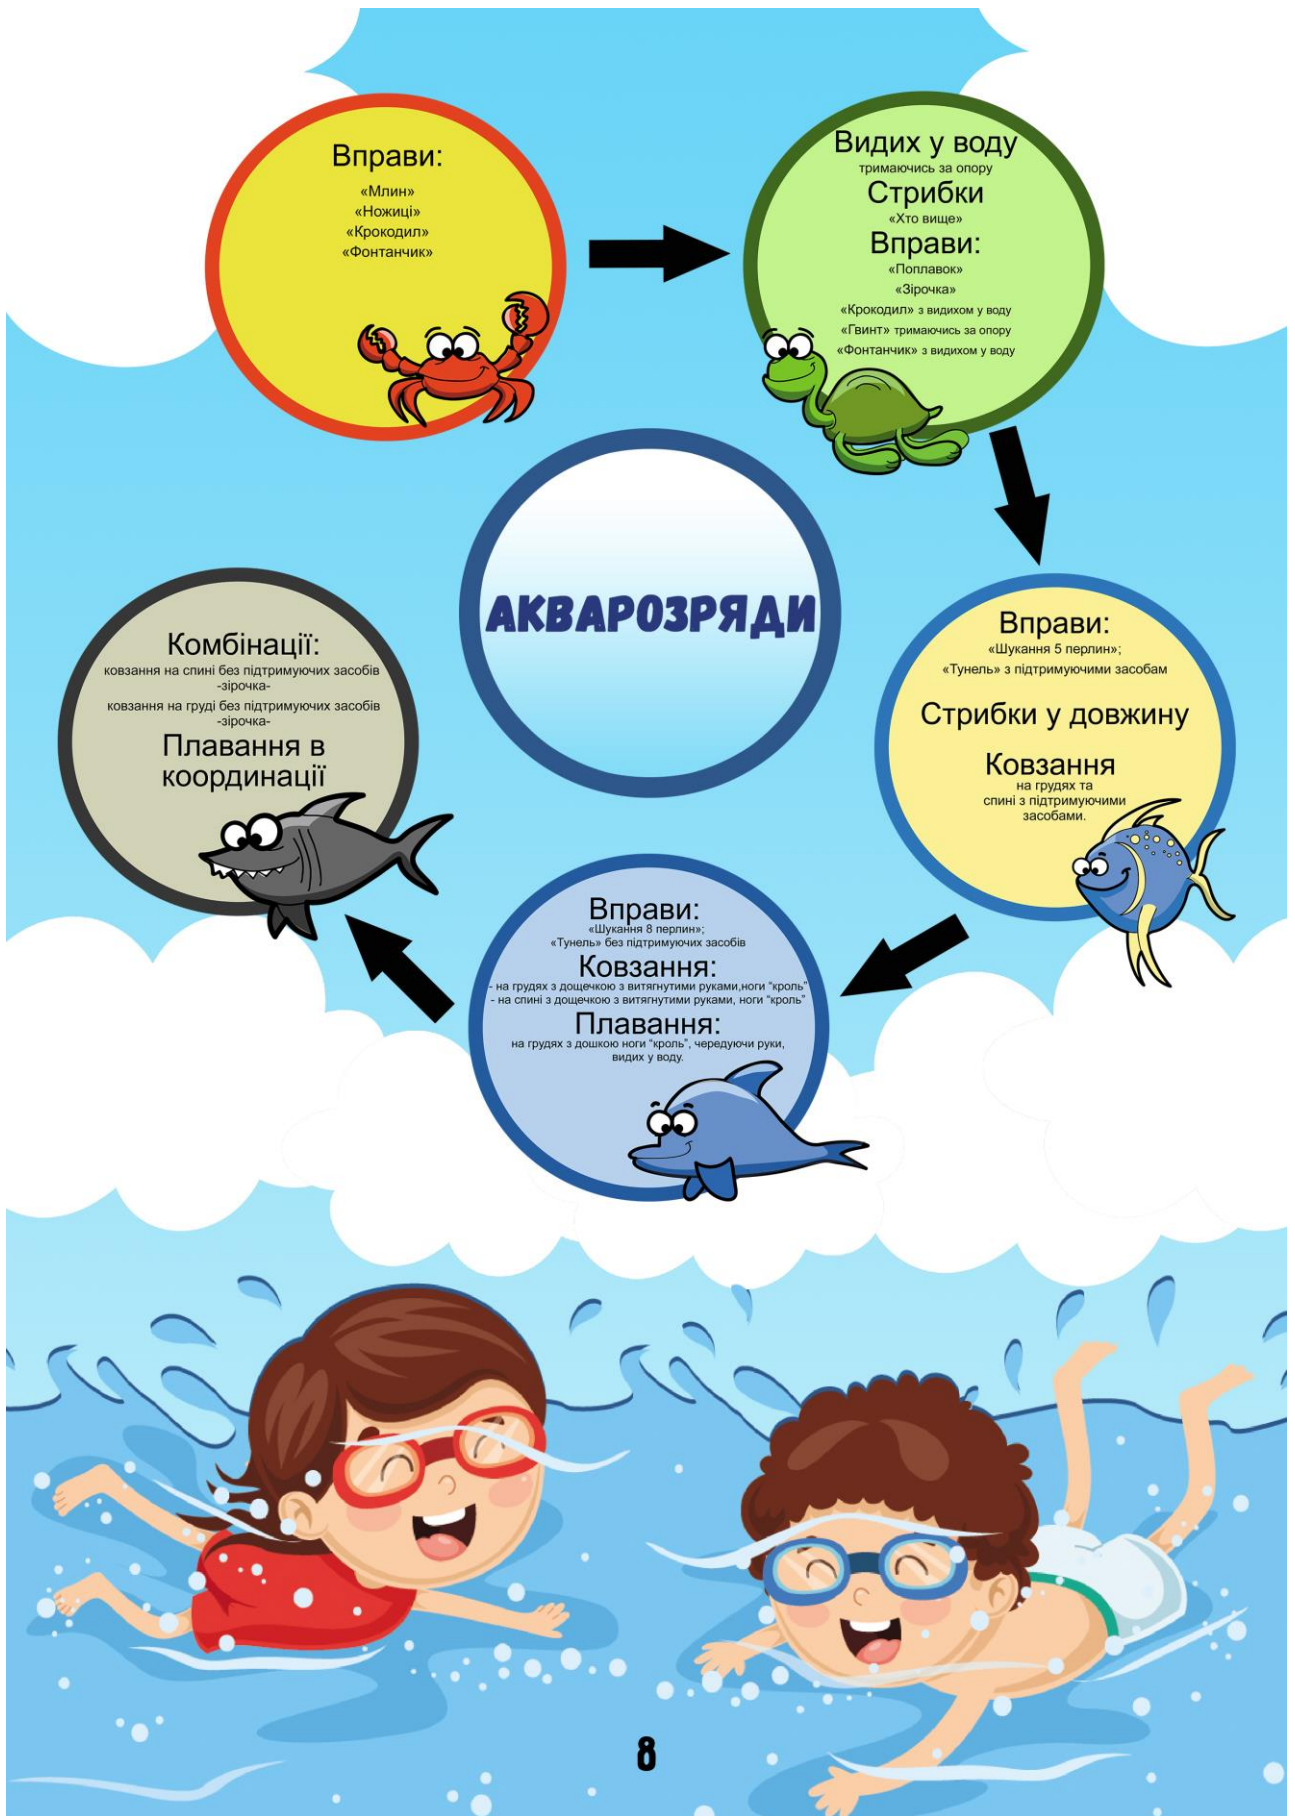 Вправи:
«Млин»
«Ножиці»
«Крокодил»
«Фонтанчик»
Видих у воду
тримаючись за опору
Стрибки
«Хто вище»
Вправи:
«Поплавок»
«Зірочка»
«Крокодил» з видихом у воду
«Гвинт» тримаючись за опору
«Фонтанчик» з видихом у воду
АКВАРОЗРЯДИ
Вправи:
«Шукання 5 перлин»;
«Тунель» з підтримуючими засобам
Стрибки у довжину
Ковзання
на грудях та
спині з підтримуючими
засобами.
Вправи:
«Шукання 8 перлин»;
«Тунель» без підтримуючих засобів
Ковзання:
- на грудях з дощечкою з витягнутими руками,ноги "кроль"
- на спині з дощечкою з витягнутими руками, ноги "кроль"
Плавання:
на грудях з дошкою ноги "кроль", чередуючи руки,
видих у воду.
Комбінації:
ковзання на спині без підтримуючих засобів
-зірочка-
ковзання на груді без підтримуючих засобів
-зірочка-
Плавання в
координації
8